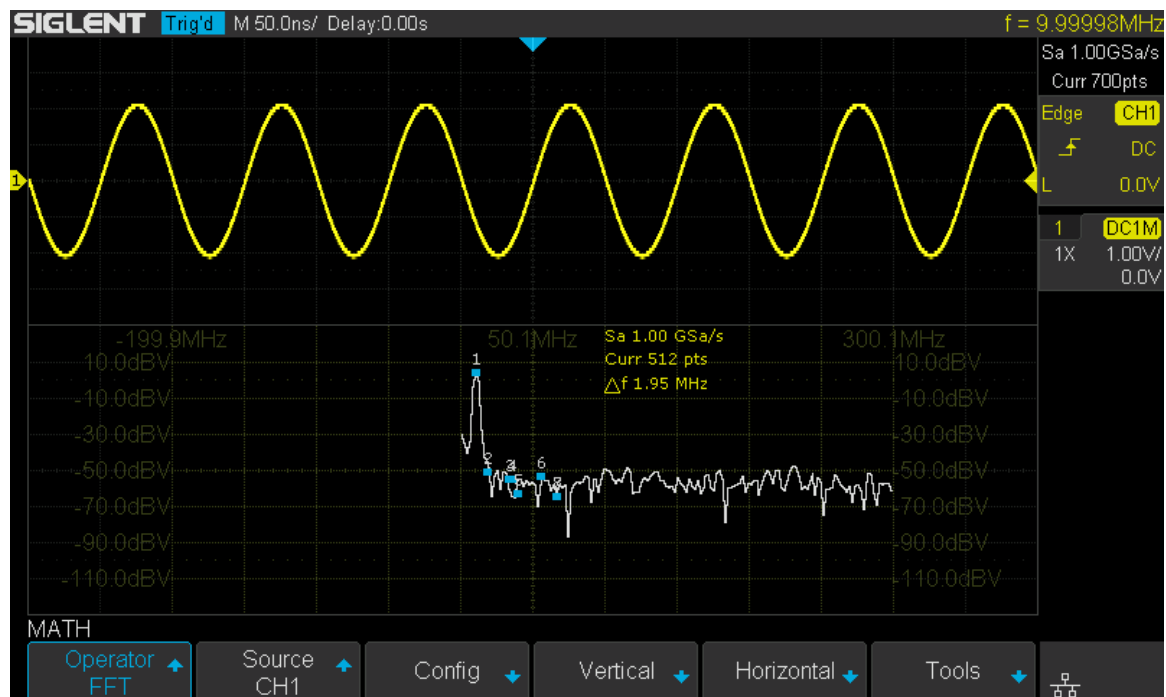 SIGLENT Trig'd M 50.0ns/ Delay:0.00s f = 9.99998MHz
Sa 1.00GSa/s
Curr 700pts
Edge CH1
DC
L 0.0V
1
1 DC1M
1X 1.00V/
0.0V
-199.9MHz 50.1MHz 300.1MHz
Sa 1.00 GSa/s
Curr 512 pts
△f 1.95 MHz
10.0dBV 10.0dBV
-10.0dBV -10.0dBV
-30.0dBV -30.0dBV
-50.0dBV -50.0dBV
-70.0dBV -70.0dBV
-90.0dBV -90.0dBV
-110.0dBV -110.0dBV
1
2
6
MATH
Operator Source Config Vertical Horizontal Tools
FFT CH1